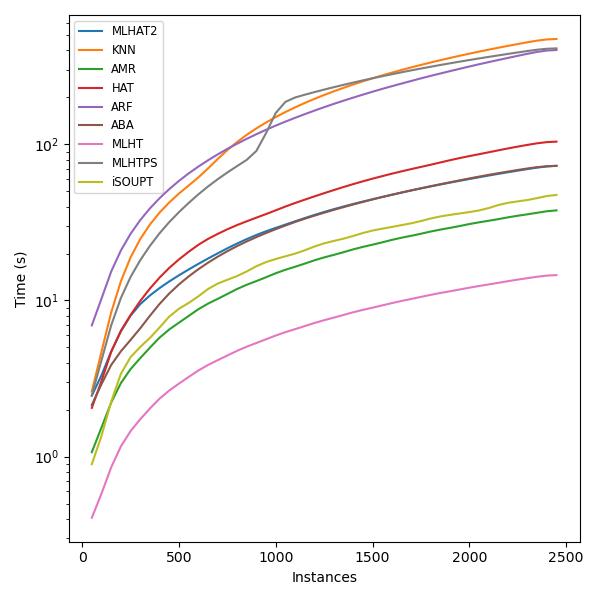 MLHAT2
KNN
AMR
HAT
ARF
ABA
MLHT
MLHTPS
iSOUPT
Time (s)
10²
10¹
10⁰
0 500 1000 1500 2000 2500
Instances